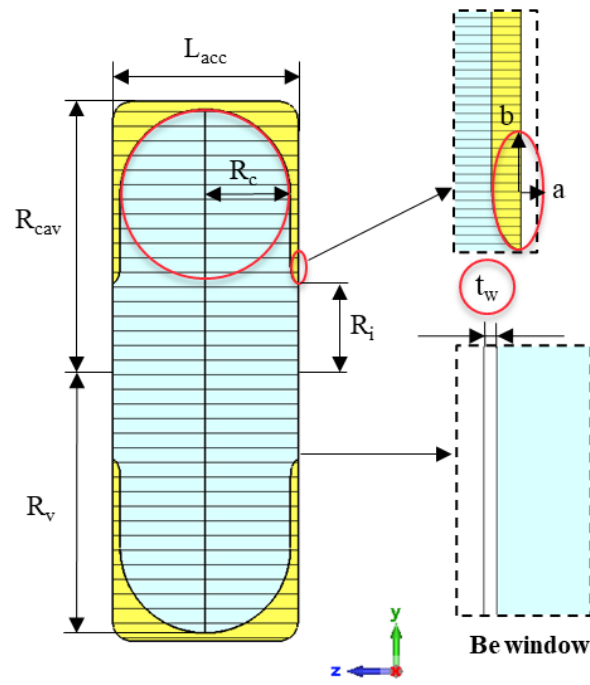 L_acc
b
R_c
a
R_cav
t_w
R_i
R_v
y
z
x
Be window